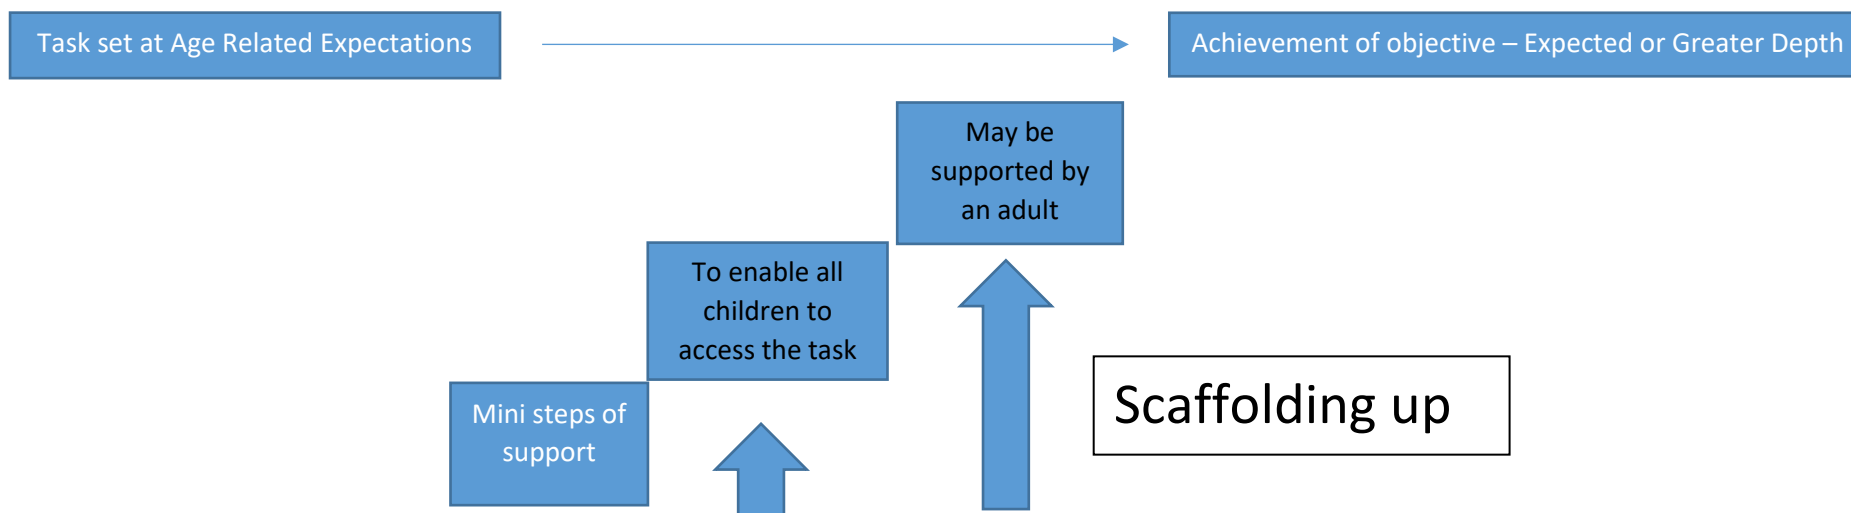 Task set at Age Related Expectations
Achievement of objective – Expected or Greater Depth
May be
supported by
an adult
To enable all
children to
access the task
Mini steps of
support
Scaffolding up